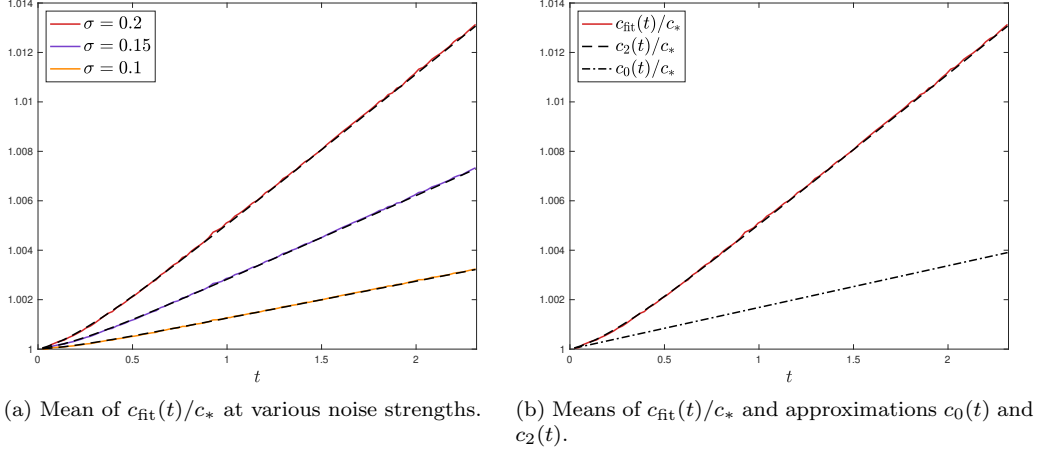 1.014
1.012
1.01
1.008
1.006
1.004
1.002
1
0
0.5
1
1.5
2
t
σ = 0.2
σ = 0.15
σ = 0.1
(a) Mean of c_fit(t)/c_* at various noise strengths.
1.014
1.012
1.01
1.008
1.006
1.004
1.002
1
0
0.5
1
1.5
2
t
c_fit(t)/c_*
c_2(t)/c_*
c_0(t)/c_*
(b) Means of c_fit(t)/c_* and approximations c_0(t) and
c_2(t).